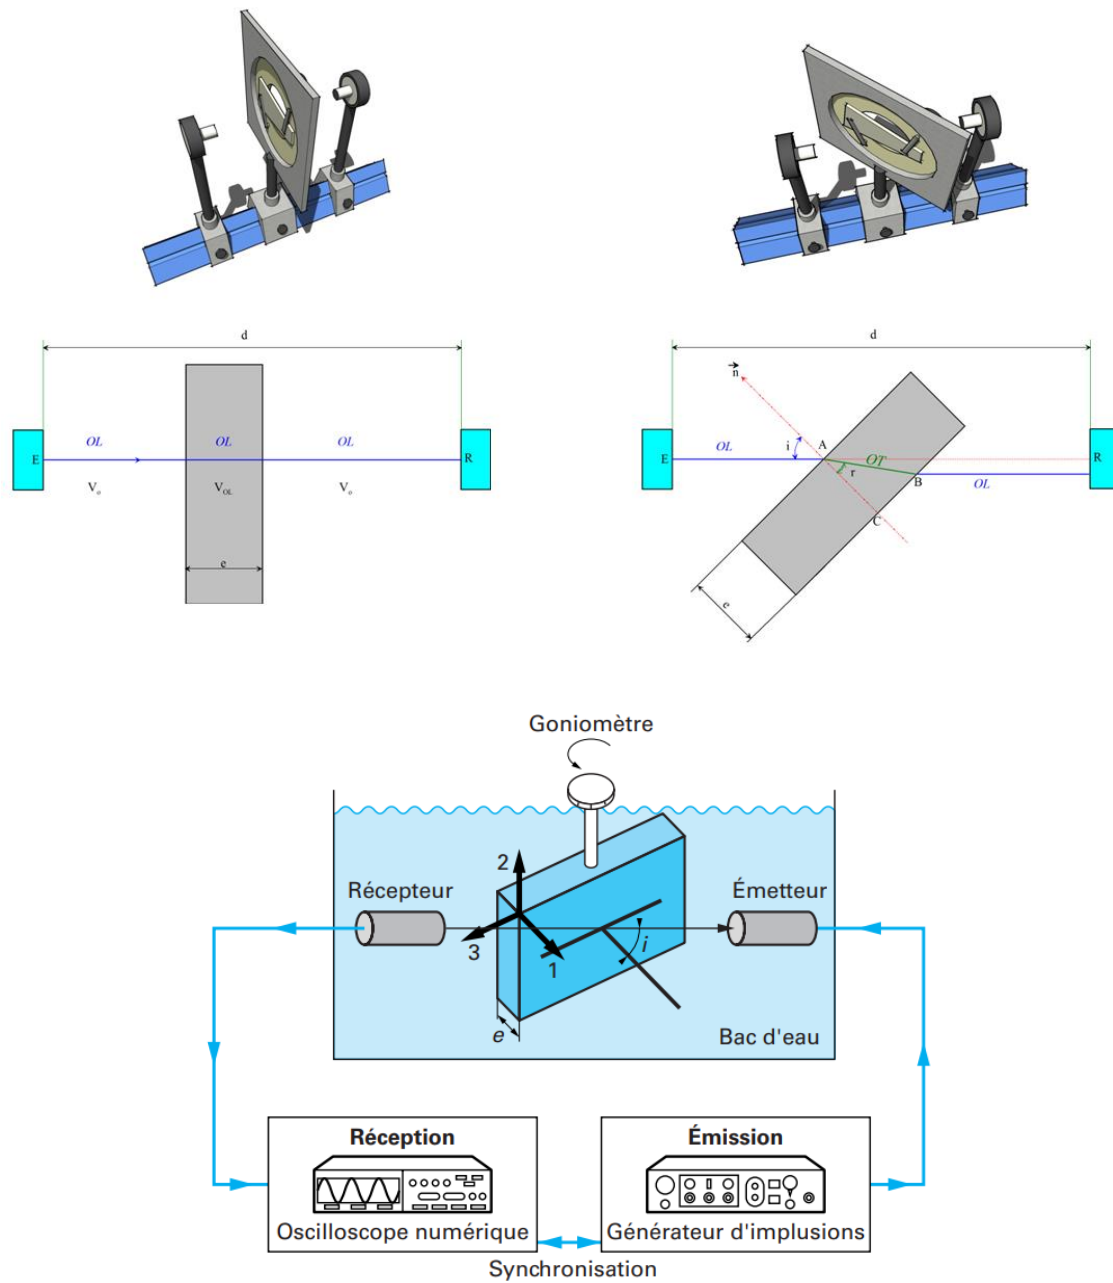 d
d
n
E
OL
OL
OL
R
V₀
V_OL
V₀
e
E
OL
i
A
OT
r
B
OL
C
R
e
Goniomètre
2
Récepteur
Émetteur
3
1
i
e
Bac d'eau
Réception
Émission
Oscilloscope numérique
Générateur d'implusions
Synchronisation